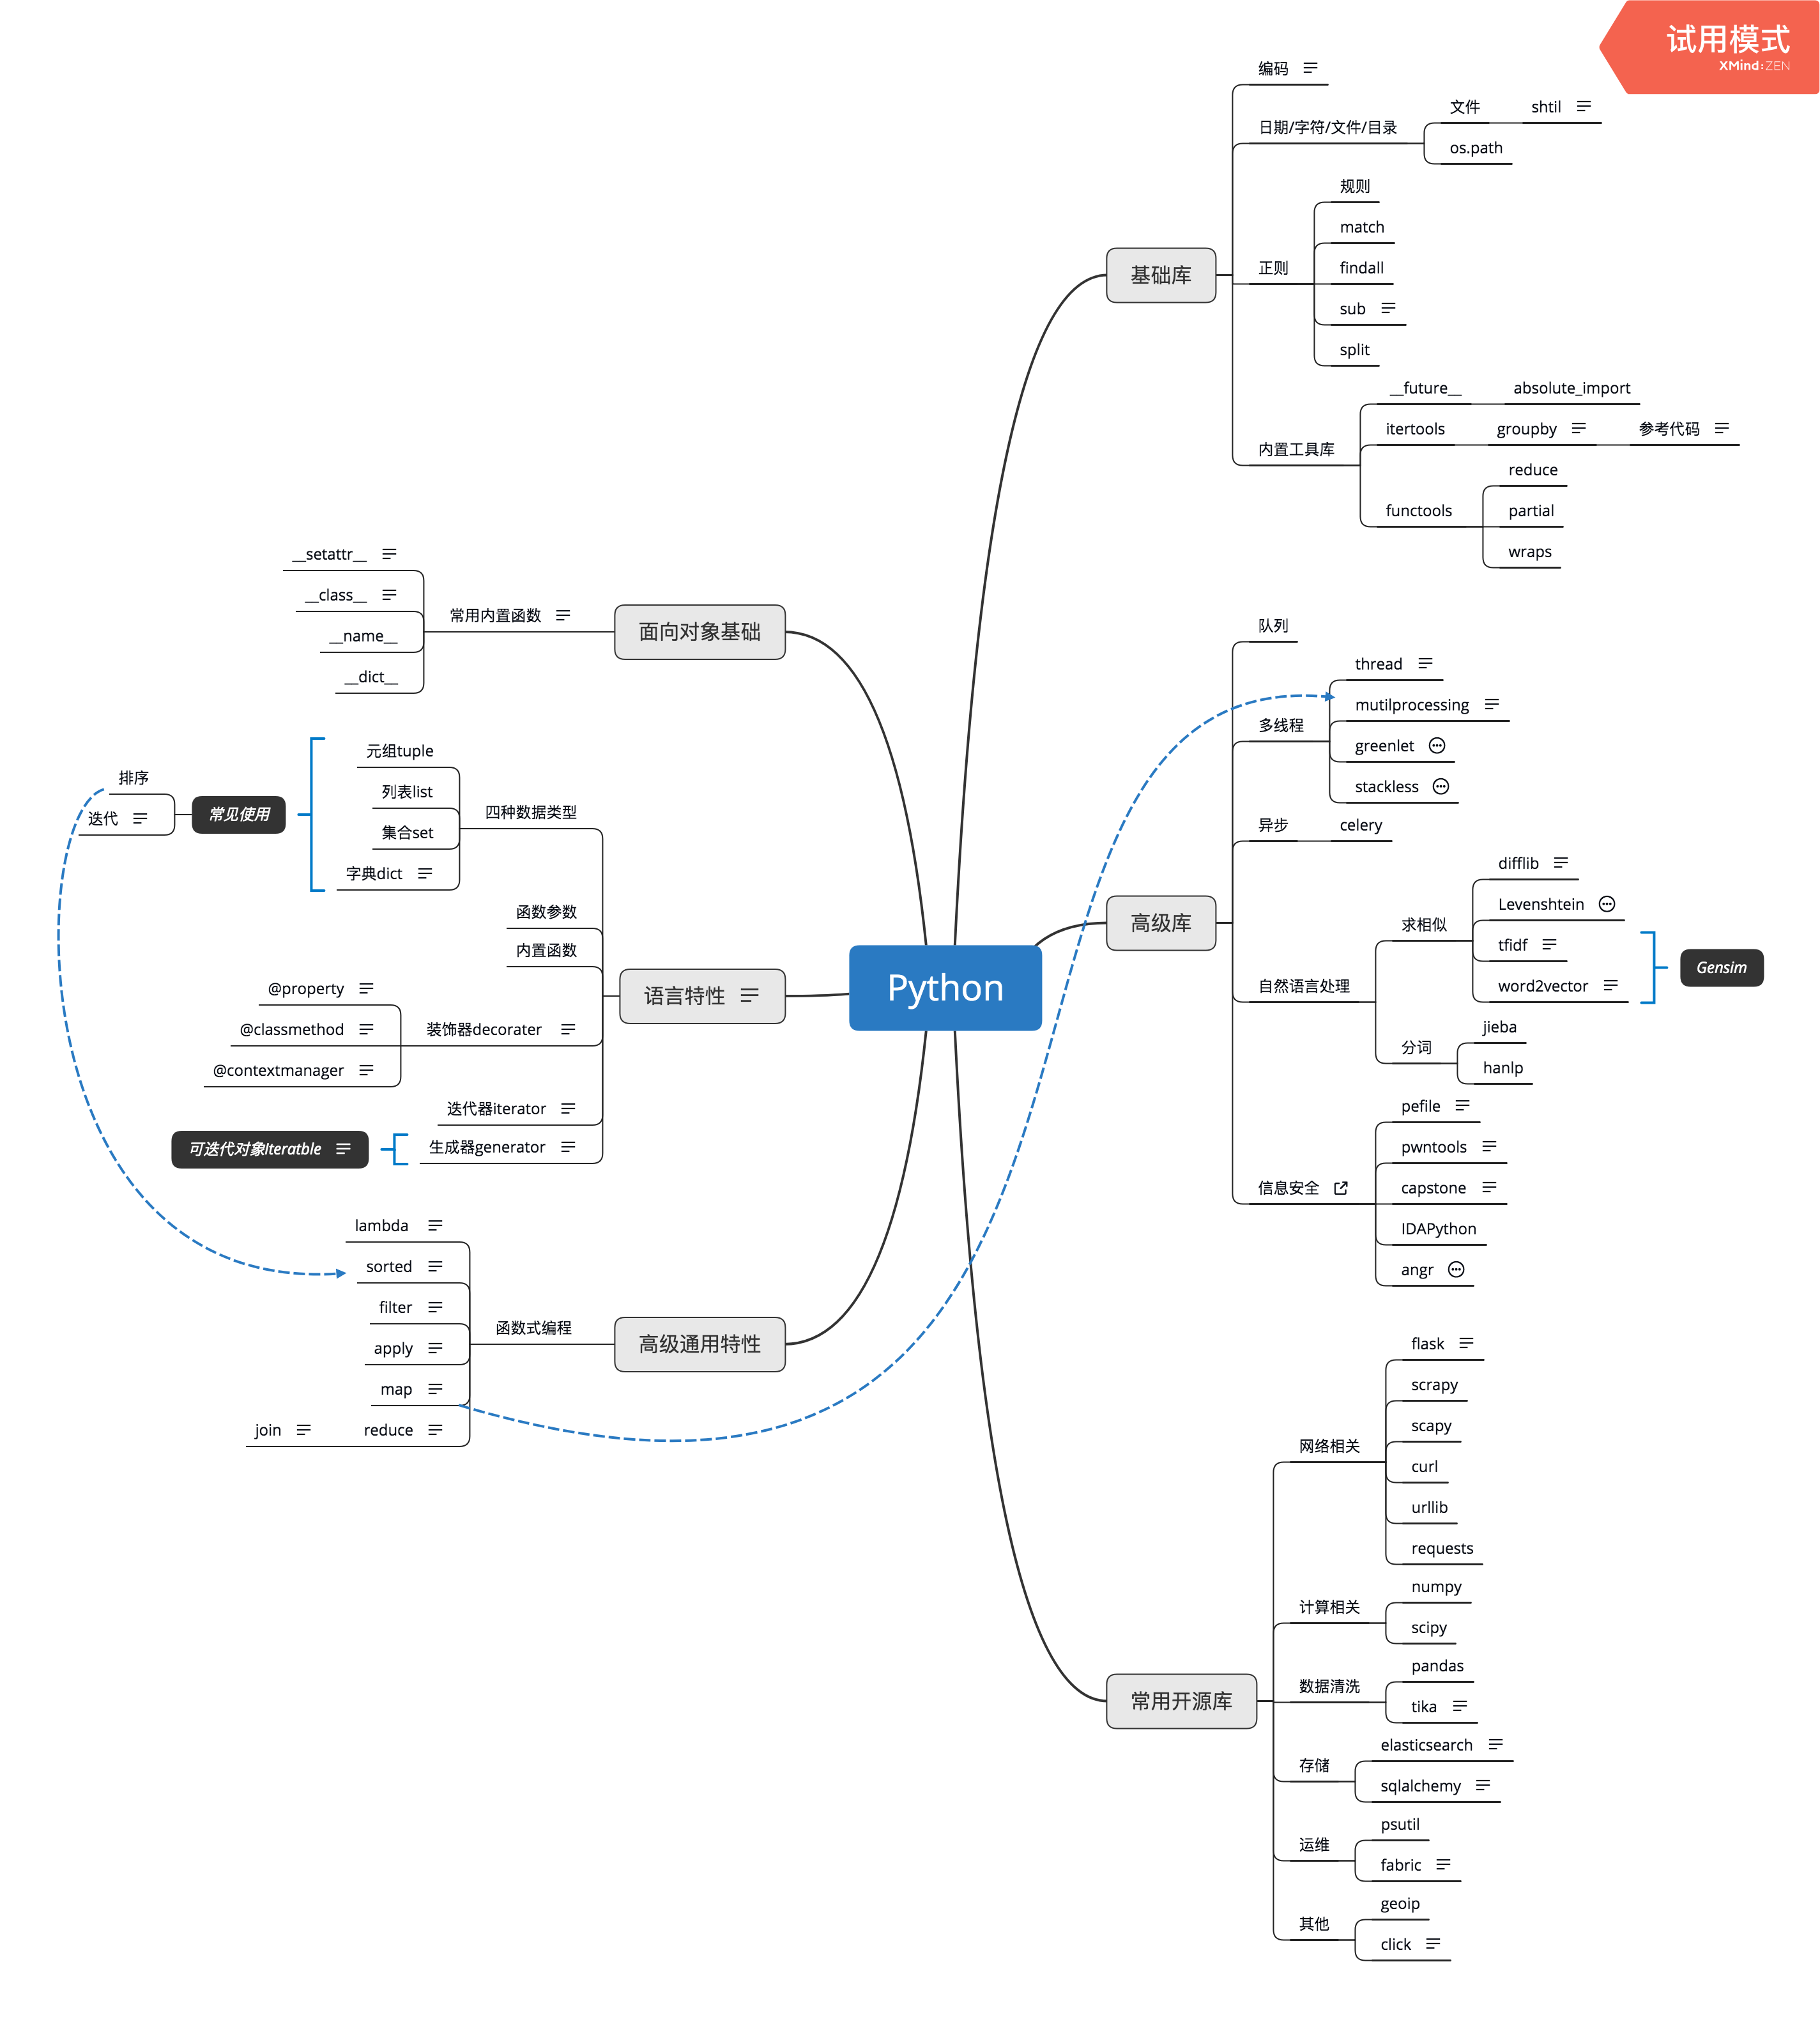 试用模式
XMind:ZEN
Python
基础库
编码
日期/字符/文件/目录
文件
shtil
os.path
正则
规则
match
findall
sub
split
内置工具库
__future__
absolute_import
itertools
groupby
参考代码
functools
reduce
partial
wraps
高级库
队列
多线程
thread
mutilprocessing
greenlet
stackless
异步
celery
自然语言处理
求相似
difflib
Levenshtein
tfidf
word2vector
Gensim
分词
jieba
hanlp
信息安全
pefile
pwntools
capstone
IDAPython
angr
常用开源库
网络相关
flask
scrapy
scapy
curl
urllib
requests
计算相关
numpy
scipy
数据清洗
pandas
tika
存储
elasticsearch
sqlalchemy
运维
psutil
fabric
其他
geoip
click
面向对象基础
常用内置函数
__setattr__
__class__
__name__
__dict__
语言特性
四种数据类型
元组tuple
列表list
集合set
字典dict
常见使用
排序
迭代
函数参数
内置函数
装饰器decorater
@property
@classmethod
@contextmanager
迭代器iterator
生成器generator
可迭代对象Iteratble
高级通用特性
函数式编程
lambda
sorted
filter
apply
map
reduce
join